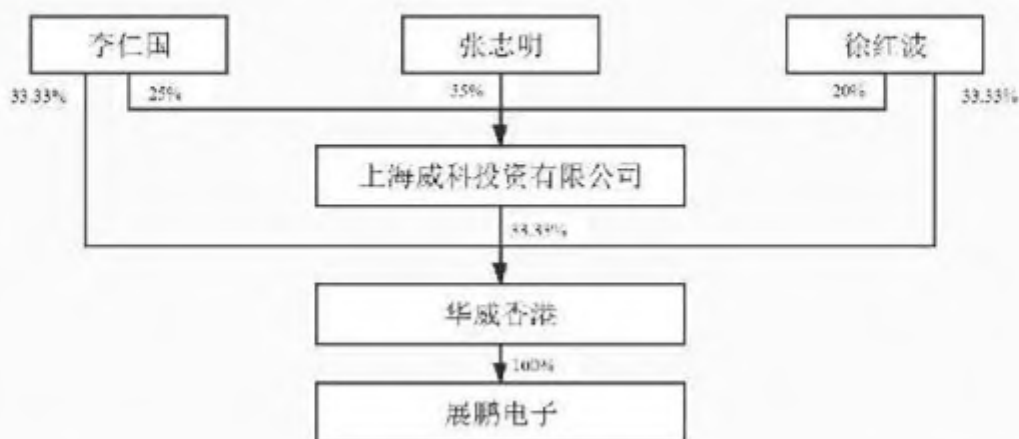 李仁国
张志明
徐红波
33.33%
25%
35%
20%
33.33%
上海威科投资有限公司
33.33%
华威香港
100%
展鹏电子